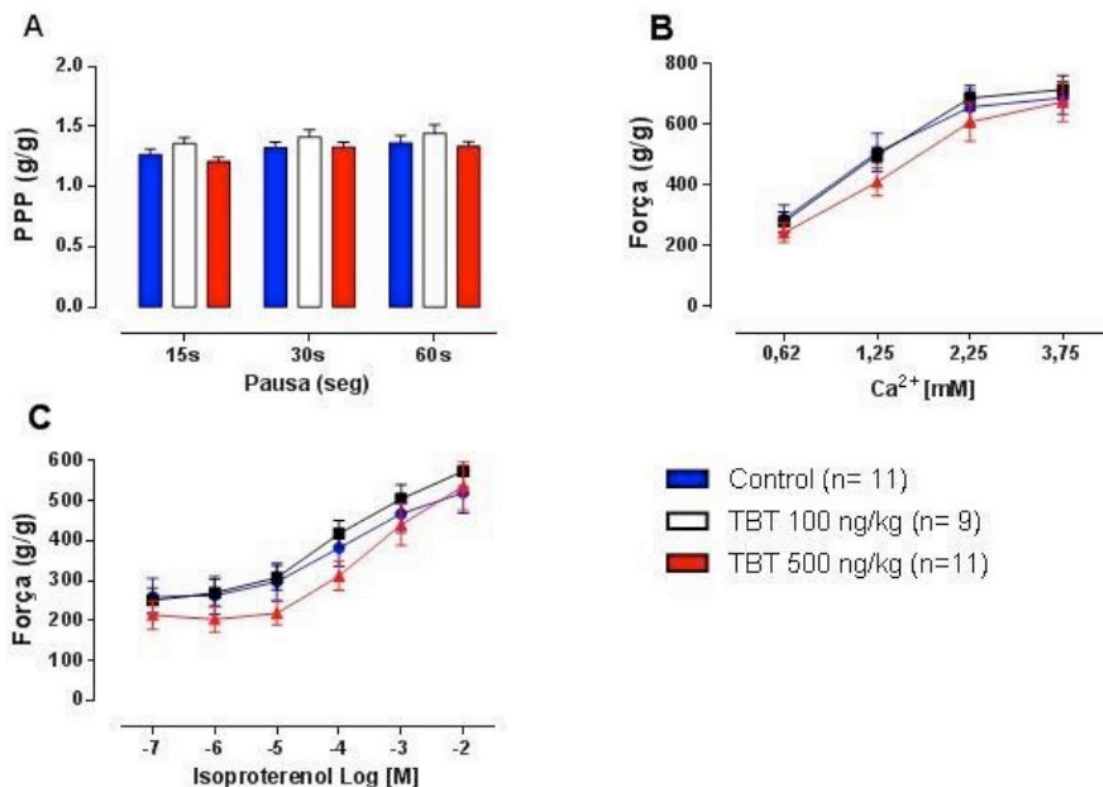 A
PPP (g/g)
2.0
1.5
1.0
0.5
0.0
15s 30s 60s
Pausa (seg)
B
Força (g/g)
800
600
400
200
0
0,62 1,25 2,25 3,75
Ca²⁺ [mM]
C
Força (g/g)
600
500
400
300
200
100
0
-7 -6 -5 -4 -3 -2
Isoproterenol Log [M]
Control (n= 11)
TBT 100 ng/kg (n= 9)
TBT 500 ng/kg (n=11)